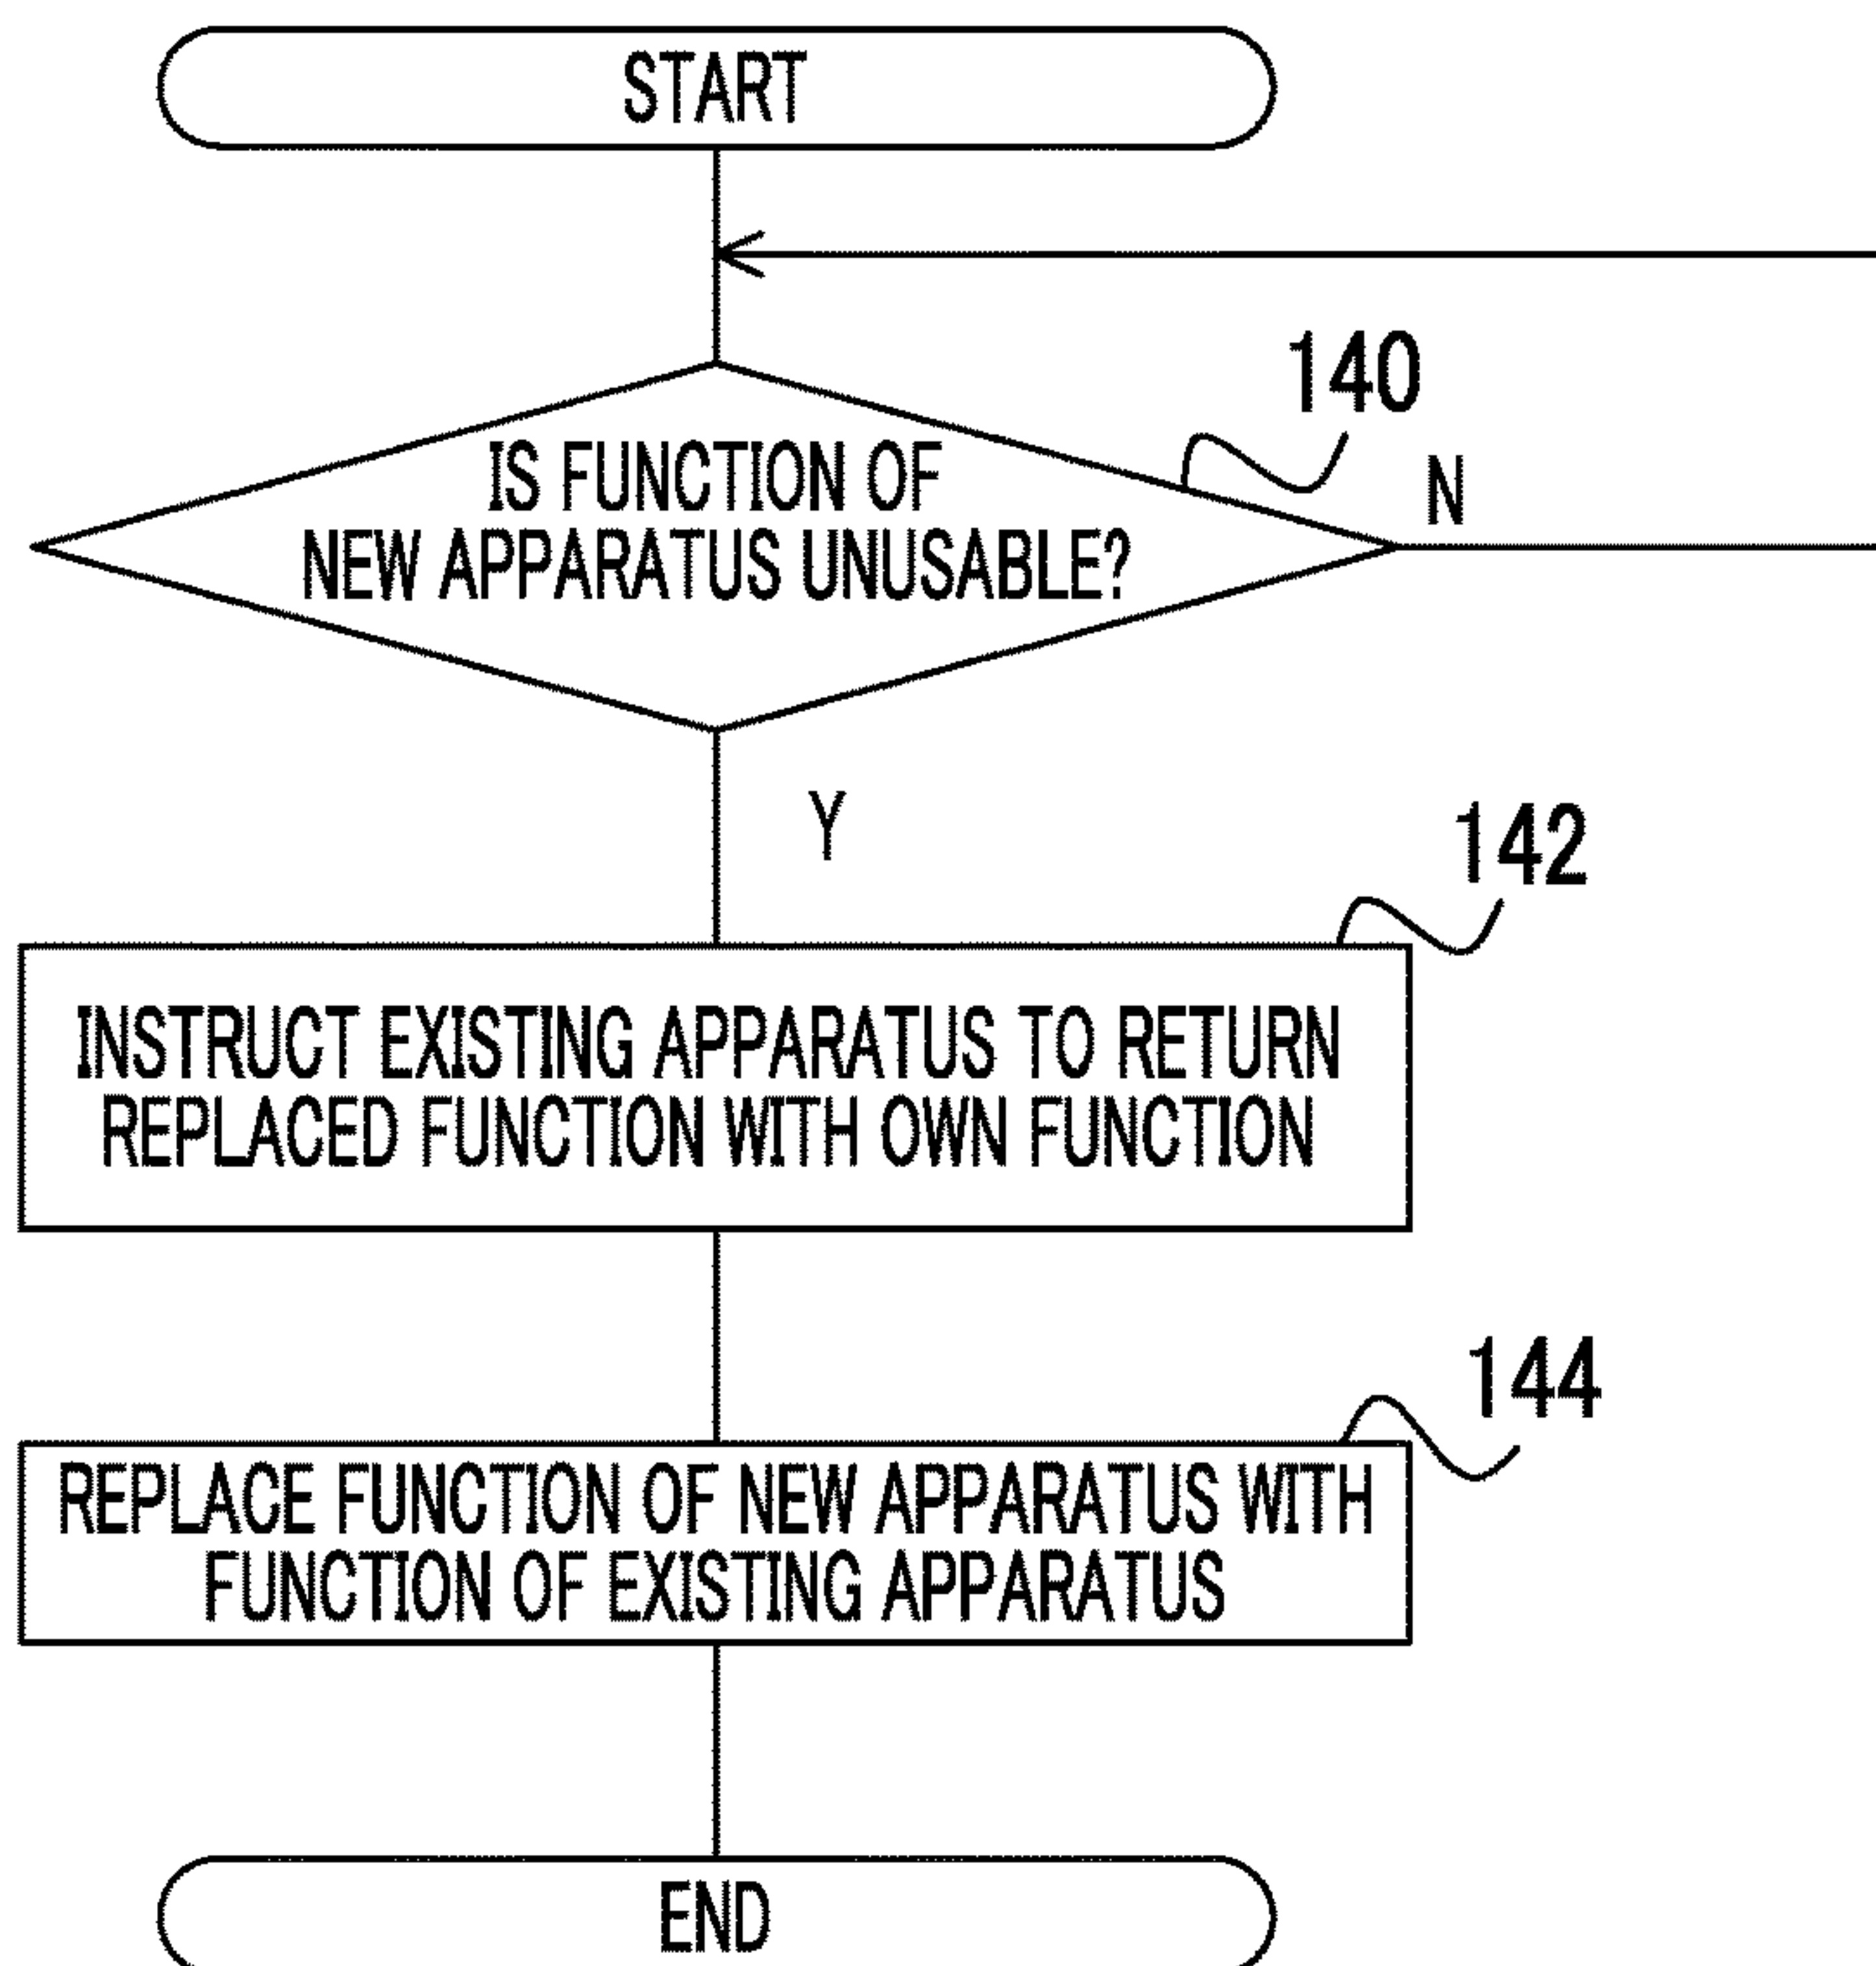 START
140
IS FUNCTION OF
NEW APPARATUS UNUSABLE?
N
Y
142
INSTRUCT EXISTING APPARATUS TO RETURN
REPLACED FUNCTION WITH OWN FUNCTION
144
REPLACE FUNCTION OF NEW APPARATUS WITH
FUNCTION OF EXISTING APPARATUS
END